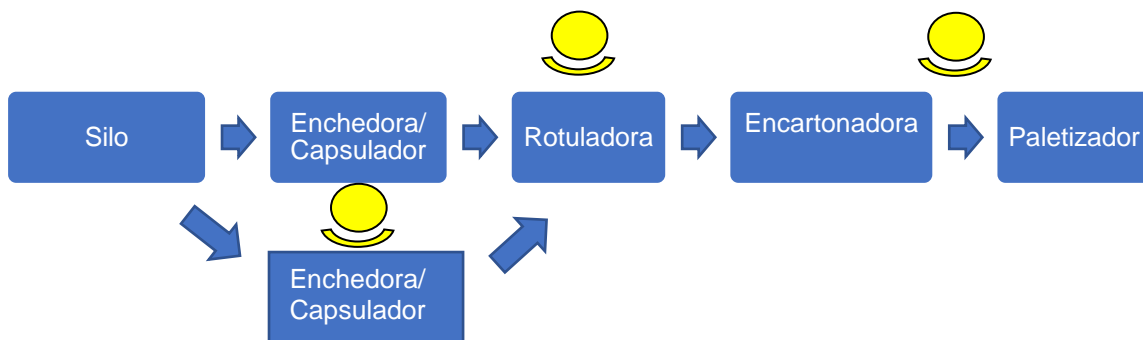 Silo
Enchedora/
Capsulador
Rotuladora
Encartonadora
Paletizador
Enchedora/
Capsulador